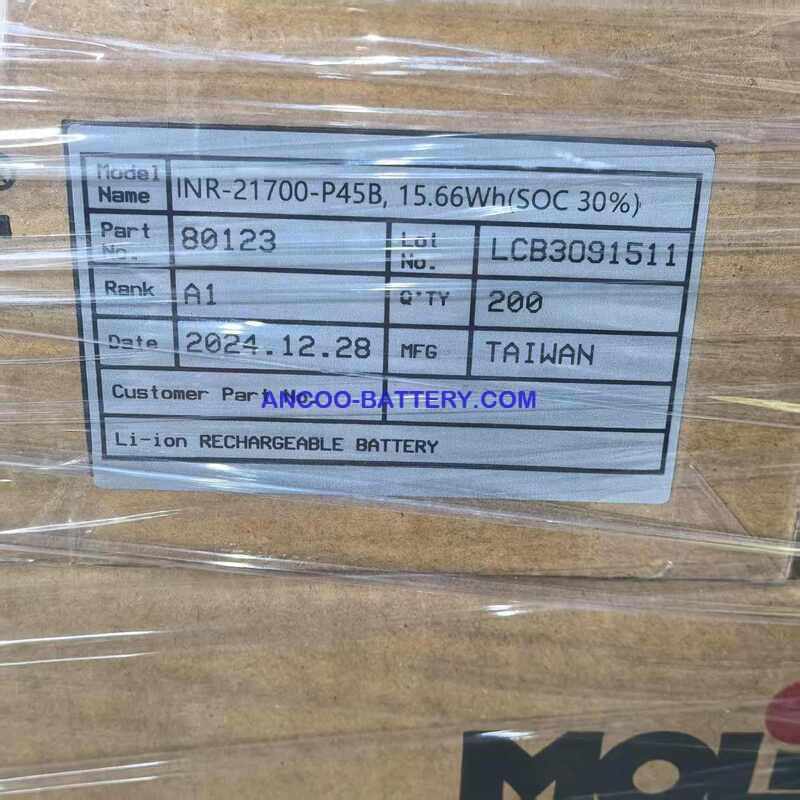 Model Name INR-21700-P45B, 15.66Wh(SOC 30%)
Part No. 80123 Lot No. LCB3091511
Rank A1 Q'TY 200
Date 2024.12.28 MFG TAIWAN
Customer Part No.
ANCOO-BATTERY.COM
Li-ion RECHARGEABLE BATTERY